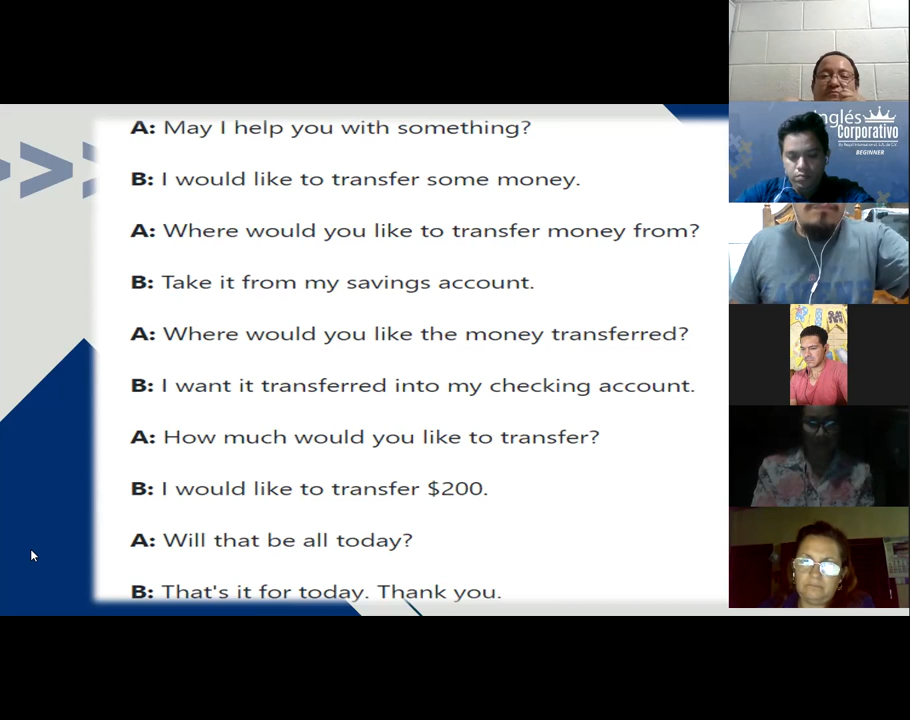 A: May I help you with something?
B: I would like to transfer some money.
A: Where would you like to transfer money from?
B: Take it from my savings account.
A: Where would you like the money transferred?
B: I want it transferred into my checking account.
A: How much would you like to transfer?
B: I would like to transfer $200.
A: Will that be all today?
B: That's it for today. Thank you.
Inglés
Corporativo
BEGINNER